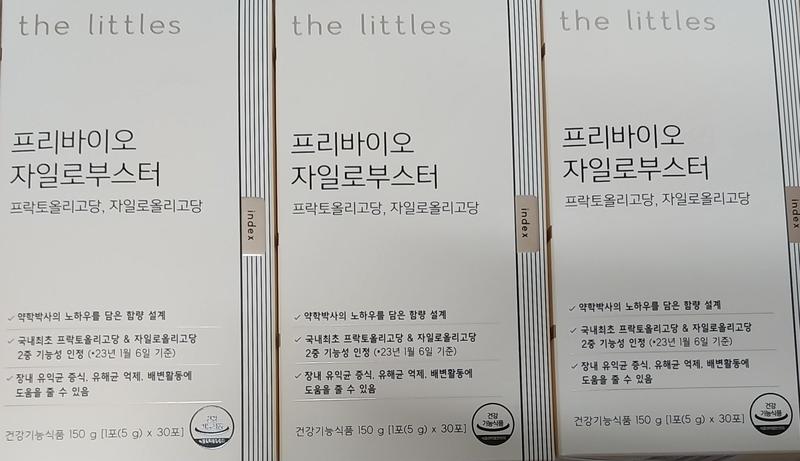 the littles
프리바이오
자일로부스터
프락토올리고당, 자일로올리고당
index
✓ 약학박사의 노하우를 담은 함량 설계
✓ 국내최초 프락토올리고당 & 자일로올리고당
2중 기능성 인정 (*23년 1월 6일 기준)
✓ 장내 유익균 증식, 유해균 억제, 배변활동에
도움을 줄 수 있음
건강기능식품 150 g [1포(5 g) x 30포]
건강
기능식품
the littles
프리바이오
자일로부스터
프락토올리고당, 자일로올리고당
index
✓ 약학박사의 노하우를 담은 함량 설계
✓ 국내최초 프락토올리고당 & 자일로올리고당
2중 기능성 인정 (*23년 1월 6일 기준)
✓ 장내 유익균 증식, 유해균 억제, 배변활동에
도움을 줄 수 있음
건강기능식품 150 g [1포(5 g) x 30포]
건강
기능식품
the littles
프리바이오
자일로부스터
프락토올리고당, 자일로올리고당
index
✓ 약학박사의 노하우를 담은 함량 설계
✓ 국내최초 프락토올리고당 & 자일로올리고당
2중 기능성 인정 (*23년 1월 6일 기준)
✓ 장내 유익균 증식, 유해균 억제, 배변활동에
도움을 줄 수 있음
건강기능식품 150 g [1포(5 g) x 30포]
건강
기능식품